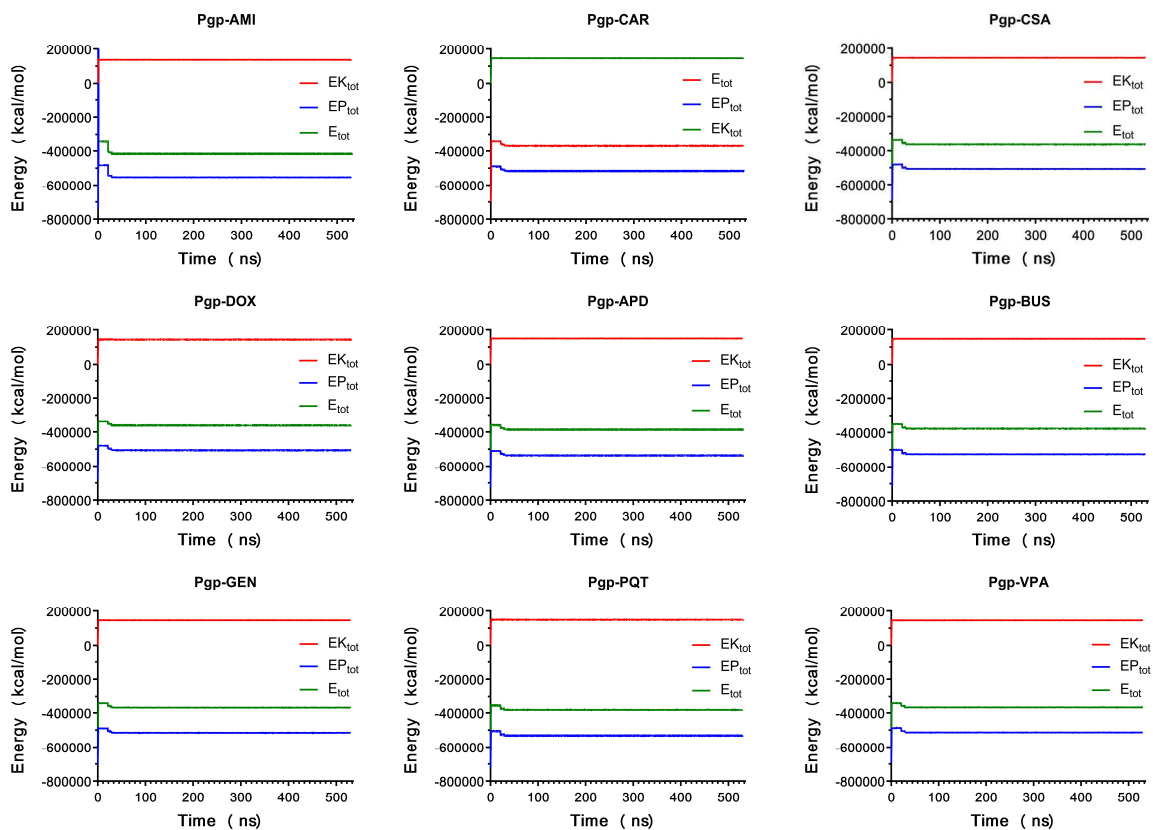 Pgp-AMI
Energy (kcal/mol)
200000
0
-200000
-400000
-600000
-800000
EKtot
EPtot
Etot
0 100 200 300 400 500
Time (ns)
Pgp-CAR
Energy (kcal/mol)
200000
0
-200000
-400000
-600000
-800000
Etot
EPtot
EKtot
0 100 200 300 400 500
Time (ns)
Pgp-CSA
Energy (kcal/mol)
200000
0
-200000
-400000
-600000
-800000
EKtot
EPtot
Etot
0 100 200 300 400 500
Time (ns)
Pgp-DOX
Energy (kcal/mol)
200000
0
-200000
-400000
-600000
-800000
EKtot
EPtot
Etot
0 100 200 300 400 500
Time (ns)
Pgp-APD
Energy (kcal/mol)
200000
0
-200000
-400000
-600000
-800000
EKtot
EPtot
Etot
0 100 200 300 400 500
Time (ns)
Pgp-BUS
Energy (kcal/mol)
200000
0
-200000
-400000
-600000
-800000
EKtot
EPtot
Etot
0 100 200 300 400 500
Time (ns)
Pgp-GEN
Energy (kcal/mol)
200000
0
-200000
-400000
-600000
-800000
EKtot
EPtot
Etot
0 100 200 300 400 500
Time (ns)
Pgp-PQT
Energy (kcal/mol)
200000
0
-200000
-400000
-600000
-800000
EKtot
EPtot
Etot
0 100 200 300 400 500
Time (ns)
Pgp-VPA
Energy (kcal/mol)
200000
0
-200000
-400000
-600000
-800000
EKtot
EPtot
Etot
0 100 200 300 400 500
Time (ns)